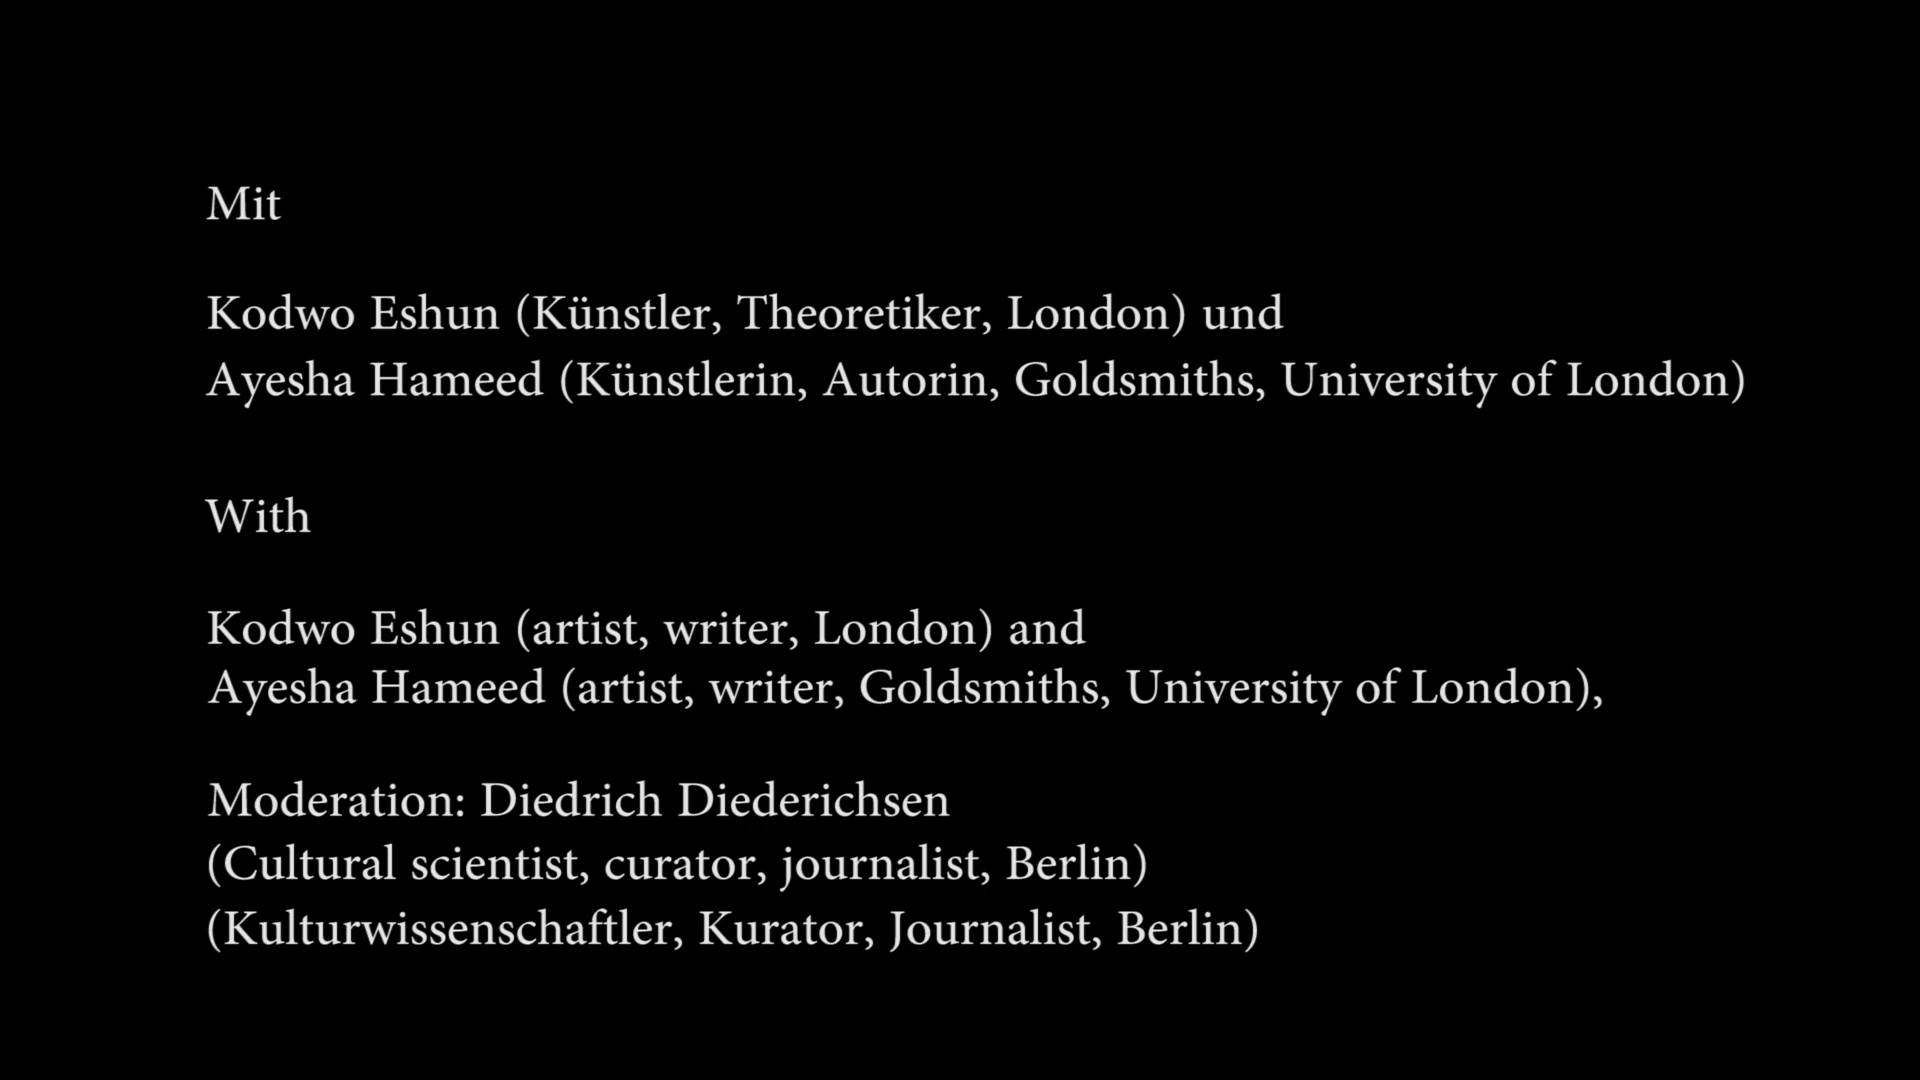 Mit
Kodwo Eshun (Künstler, Theoretiker, London) und
Ayesha Hameed (Künstlerin, Autorin, Goldsmiths, University of London)
With
Kodwo Eshun (artist, writer, London) and
Ayesha Hameed (artist, writer, Goldsmiths, University of London),
Moderation: Diedrich Diederichsen
(Cultural scientist, curator, journalist, Berlin)
(Kulturwissenschaftler, Kurator, Journalist, Berlin)